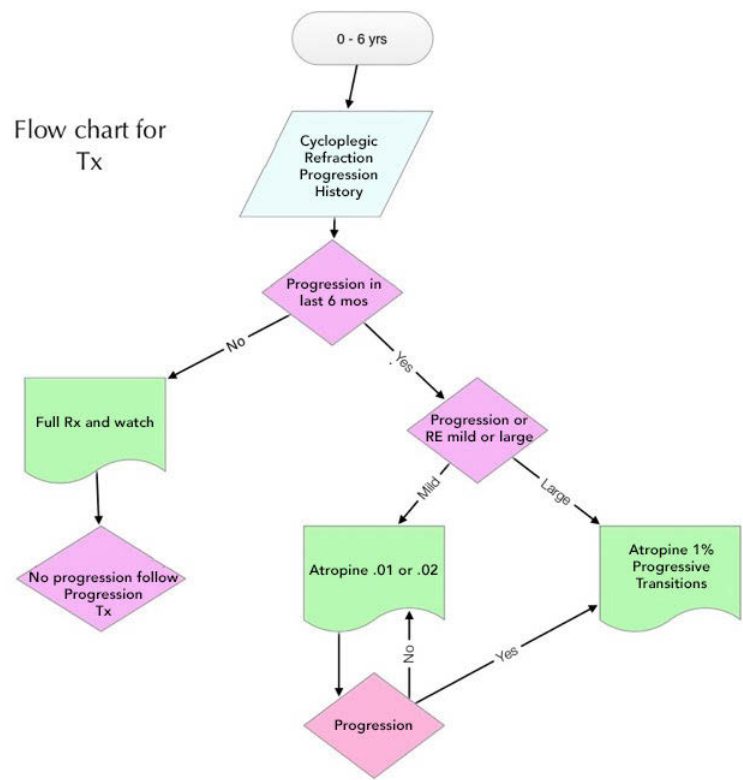 0 - 6 yrs
Flow chart for
Tx
Cycloplegic
Refraction
Progression
History
Progression in
last 6 mos
No
Yes
Full Rx and watch
Progression or
RE mild or large
Mild
Large
Atropine .01 or .02
Atropine 1%
Progressive
Transitions
No progression follow
Progression
Tx
No
Yes
Progression